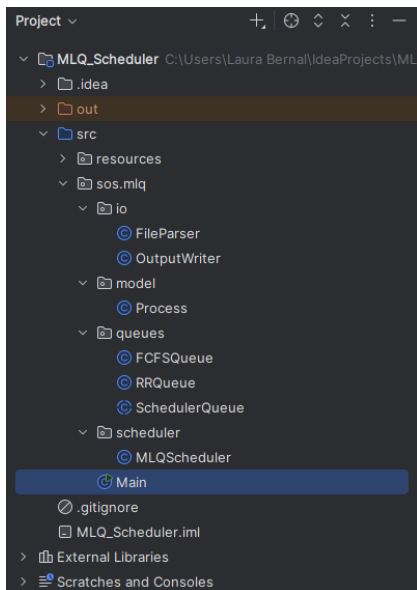 Project
MLQ_Scheduler C:\Users\Laura Bernal\IdeaProjects\ML
.idea
out
src
resources
sos.mlq
io
FileParser
OutputWriter
model
Process
queues
FCFSQueue
RRQueue
SchedulerQueue
scheduler
MLQScheduler
Main
.gitignore
MLQ_Scheduler.iml
External Libraries
Scratches and Consoles